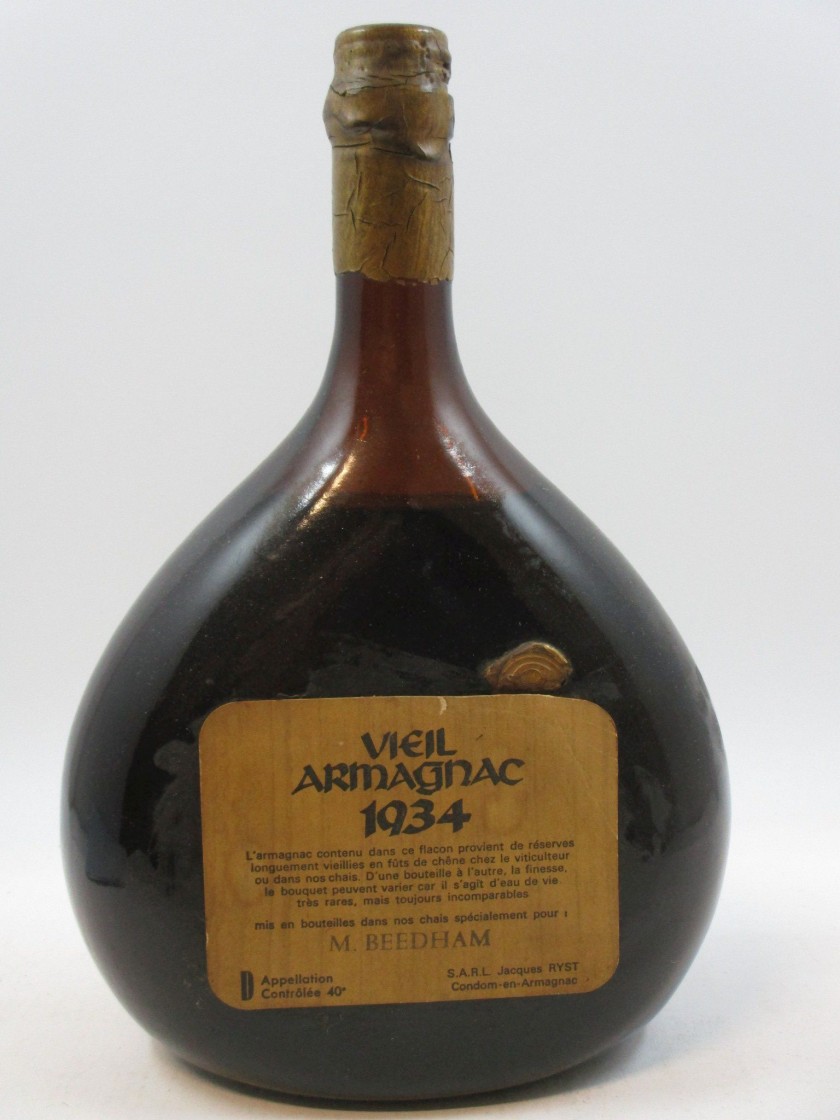 VIEIL
ARMAGNAC
1934
L'armagnac contenu dans ce flacon provient de réserves
longuement vieillies en fûts de chêne chez le viticulteur
ou dans nos chais. D'une bouteille à l'autre, la finesse,
le bouquet peuvent varier car il s'agit d'eau de vie
très rares, mais toujours incomparables
mis en bouteilles dans nos chais spécialement pour :
M. BEEDHAM
D Appellation
Contrôlée 40°
S.A.R.L. Jacques RYST
Condom-en-Armagnac